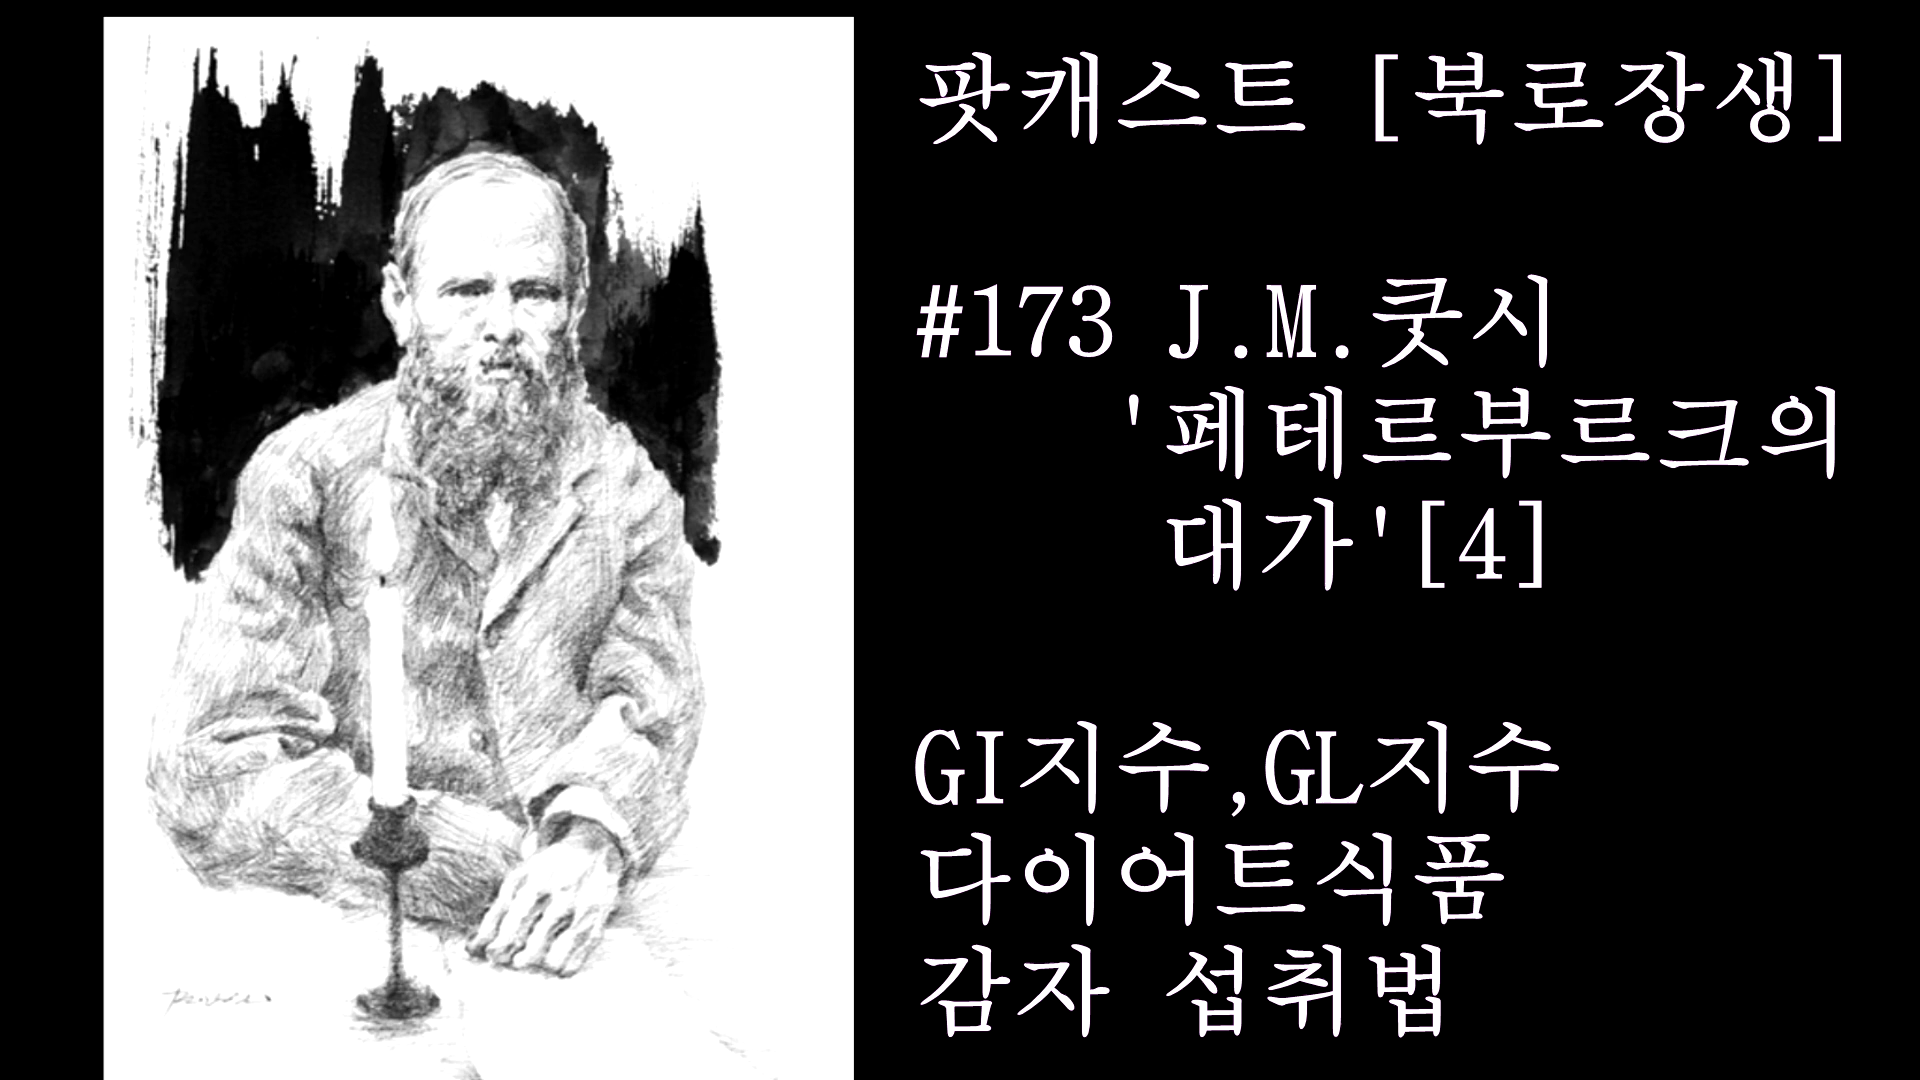 팟캐스트 [북로장생]
#173 J.M.쿳시
'페테르부르크의
대가'[4]
GI지수,GL지수
다이어트식품
감자 섭취법